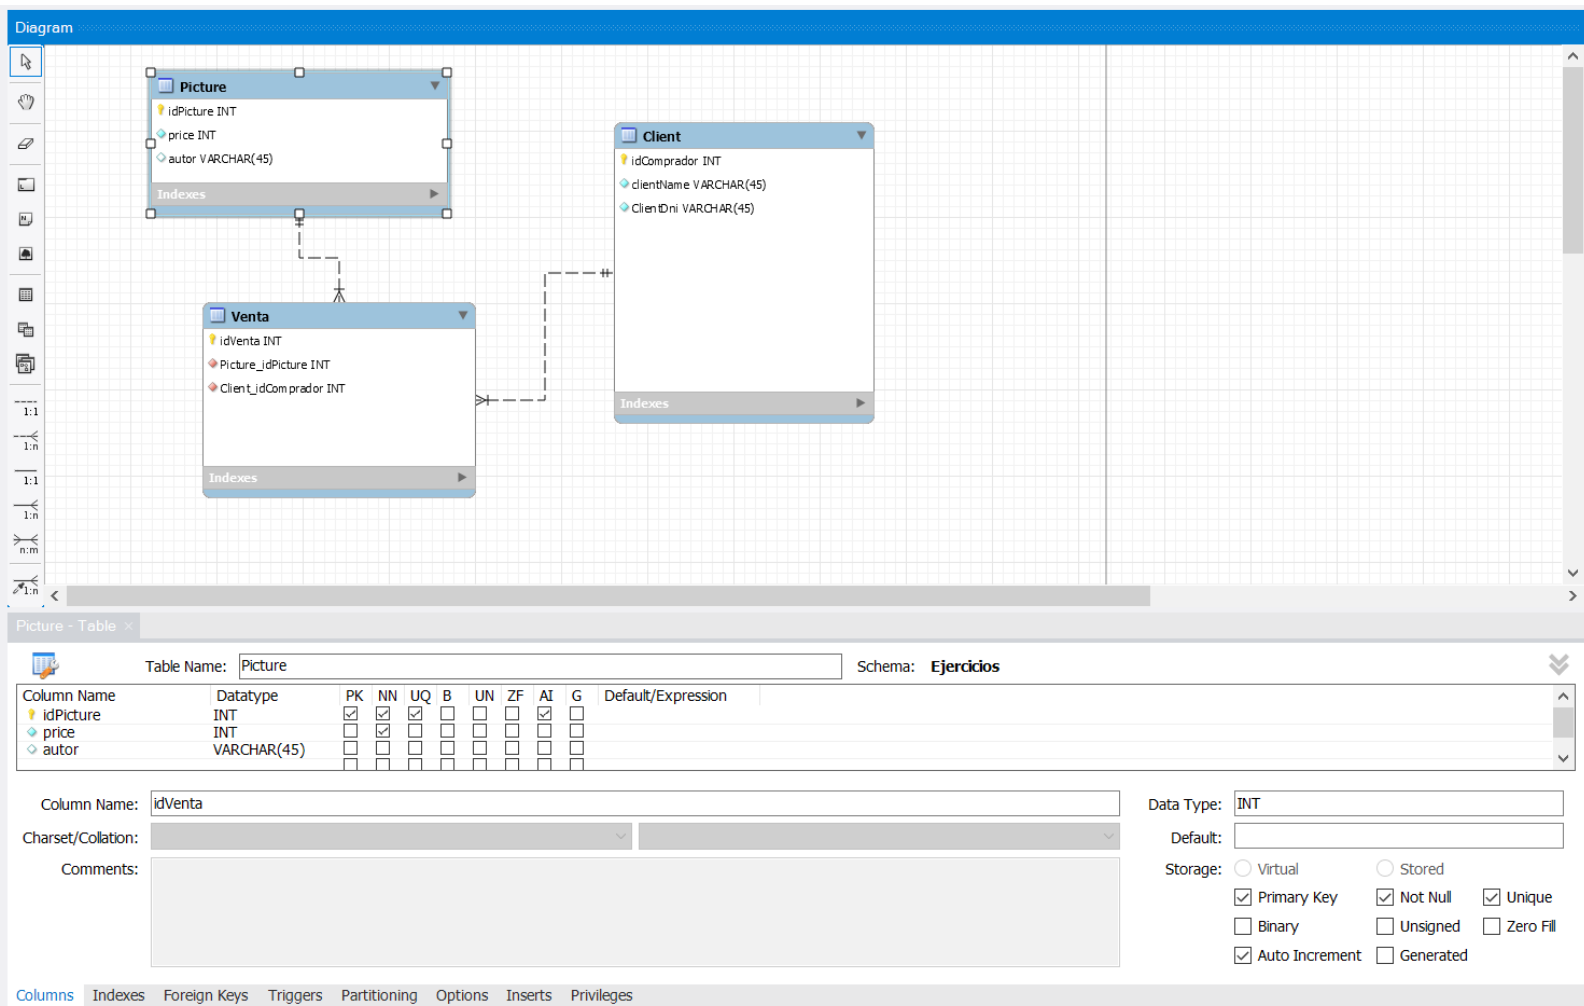 Diagram
Picture
idPicture INT
price INT
autor VARCHAR(45)
Indexes
Client
idComprador INT
clientName VARCHAR(45)
ClientDni VARCHAR(45)
Indexes
Venta
idVenta INT
Picture_idPicture INT
Client_idComprador INT
Indexes
1:1
1:n
1:1
1:n
n:m
1:n
Picture - Table
Table Name: Picture Schema: Ejercicios
Column Name Datatype PK NN UQ B UN ZF AI G Default/Expression
idPicture INT
price INT
autor VARCHAR(45)
Column Name: idVenta Data Type: INT
Charset/Collation: Default:
Comments: Storage: Virtual Stored
Primary Key Not Null Unique
Binary Unsigned Zero Fill
Auto Increment Generated
Columns Indexes Foreign Keys Triggers Partitioning Options Inserts Privileges